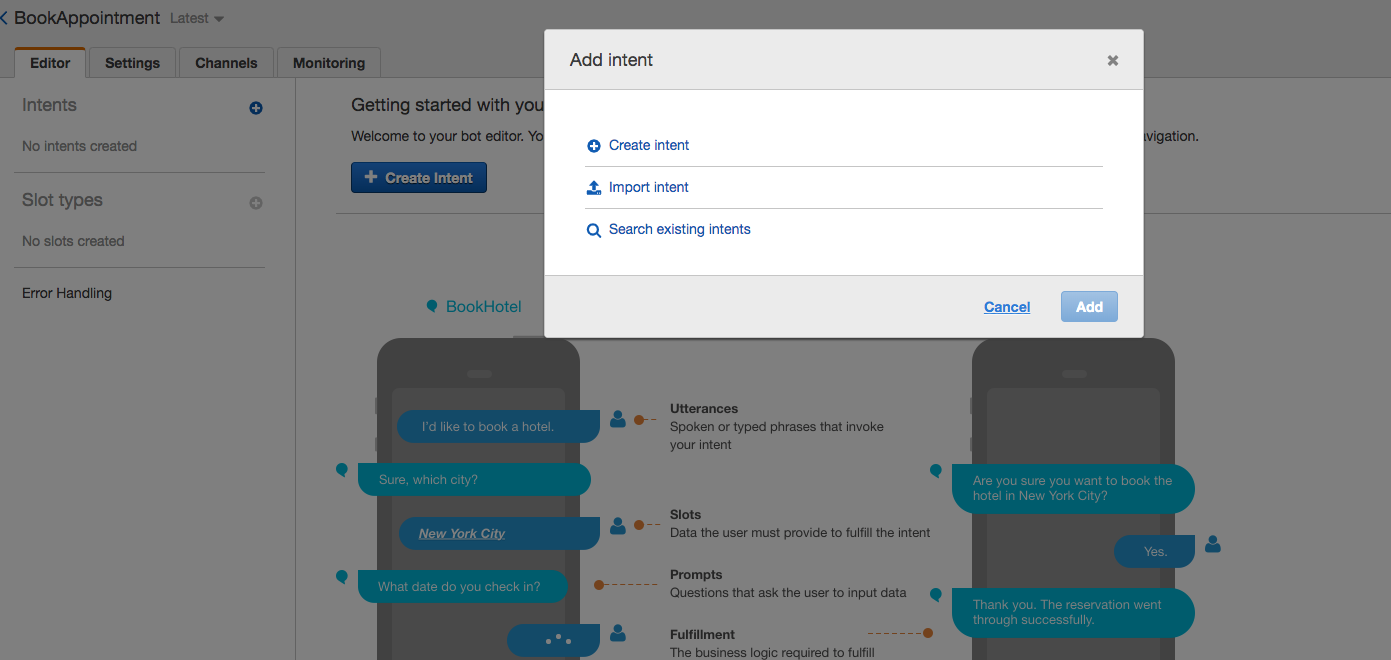 BookAppointment Latest
Editor
Settings
Channels
Monitoring
Intents
No intents created
Slot types
No slots created
Error Handling
Getting started with you
Welcome to your bot editor. Yo
vigation.
Create Intent
Add intent
Create intent
Import intent
Search existing intents
Cancel
Add
BookHotel
I'd like to book a hotel.
Sure, which city?
New York City
What date do you check in?
Utterances
Spoken or typed phrases that invoke
your intent
Slots
Data the user must provide to fulfill the intent
Prompts
Questions that ask the user to input data
Fulfillment
The business logic required to fulfill
Are you sure you want to book the
hotel in New York City?
Yes.
Thank you. The reservation went
through successfully.